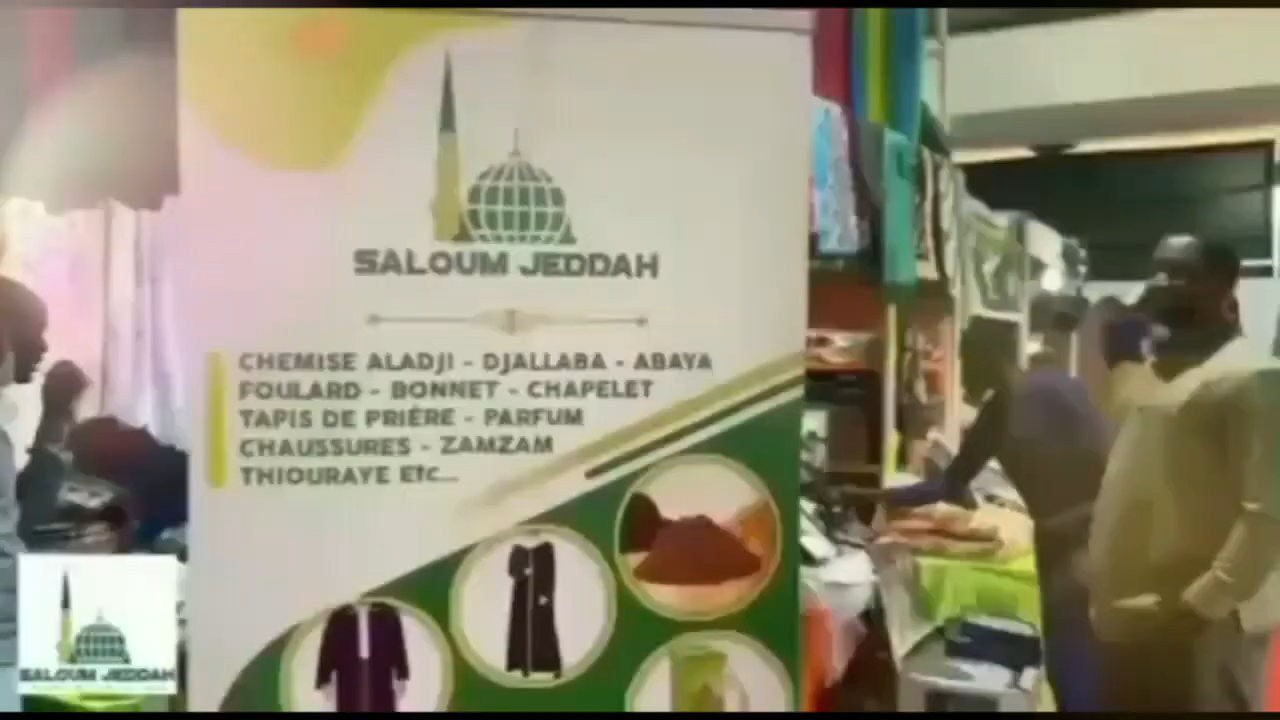 SALOUM JEDDAH
CHEMISE ALADJI - DJALLABA - ABAYA
FOULARD - BONNET - CHAPELET
TAPIS DE PRIÈRE - PARFUM
CHAUSSURES - ZAMZAM
THIOURAYE Etc...
SALOUM JEDDAH